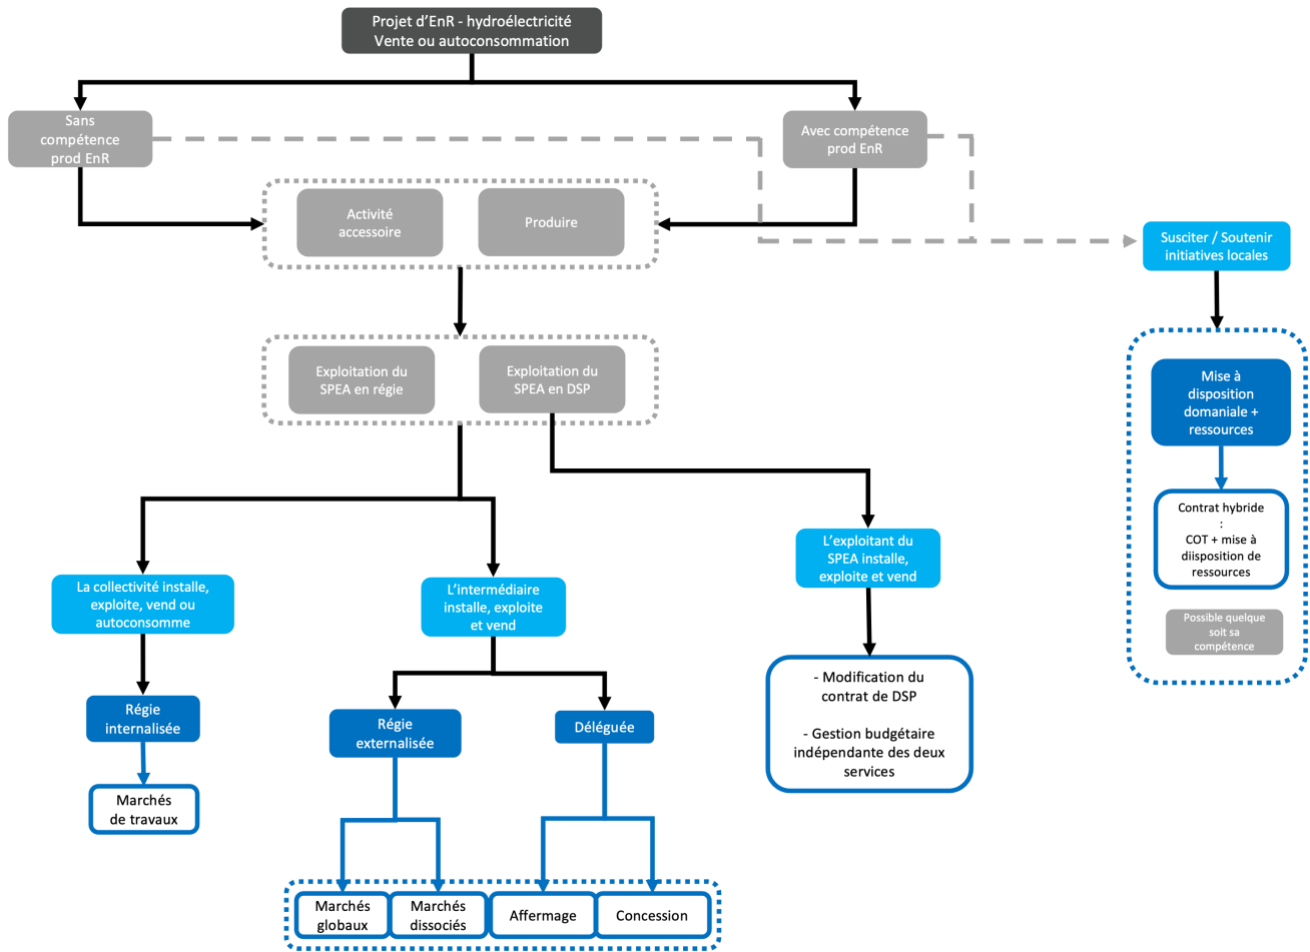 Projet d’EnR - hydroélectricité
Vente ou autoconsommation
Sans
compétence
prod EnR
Avec compétence
prod EnR
Activité
accessoire
Produire
Susciter / Soutenir
initiatives locales
Exploitation du
SPEA en régie
Exploitation du
SPEA en DSP
Mise à
disposition
domaniale +
ressources
Contrat hybride
:
COT + mise à
diisposition de
ressources
Possible quelque
soit sa
compétence
L’exploitant du
SPEA installe,
exploite et vend
La collectivité installe,
exploite, vend ou
autoconsomme
L’intermédiaire
installe, exploite
et vend
- Modification du
contrat de DSP
- Gestion budgétaire
indépendante des deux
services
Régie
internalisée
Régie
externalisée
Déléguée
Marchés
de travaux
Marchés
globaux
Marchés
dissociés
Affermage
Concession